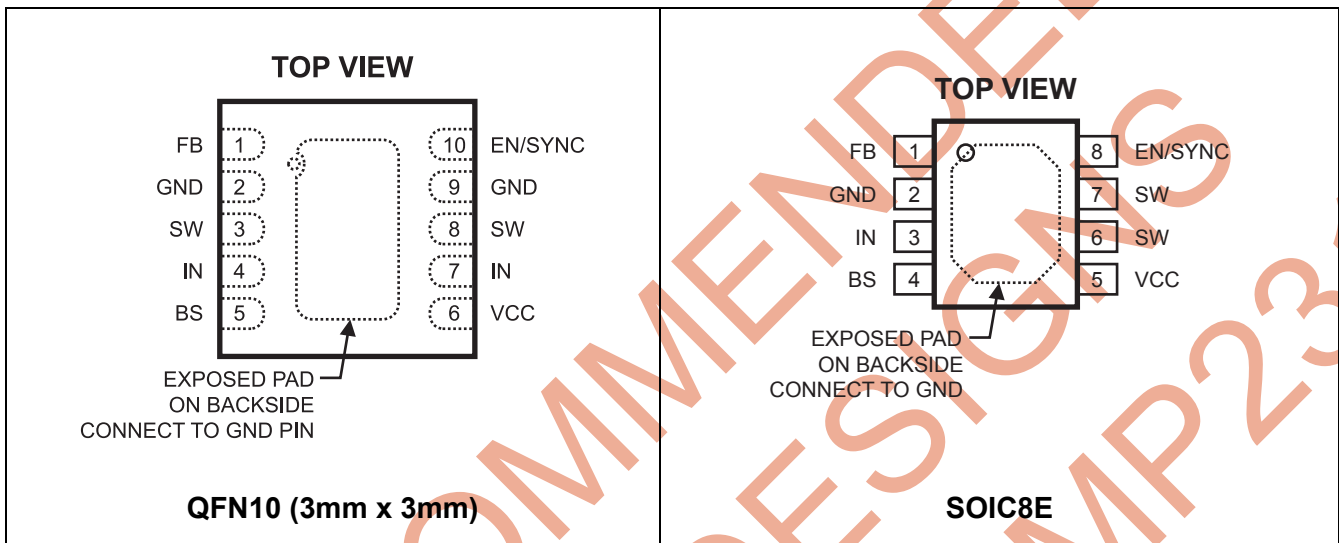 TOP VIEW
FB 1 10 EN/SYNC
GND 2 9 GND
SW 3 8 SW
IN 4 7 IN
BS 5 6 VCC
EXPOSED PAD
ON BACKSIDE
CONNECT TO GND PIN
QFN10 (3mm x 3mm)
TOP VIEW
FB 1 8 EN/SYNC
GND 2 7 SW
IN 3 6 SW
BS 4 5 VCC
EXPOSED PAD
ON BACKSIDE
CONNECT TO GND
SOIC8E
OMMENDE
ESIGNS
MP23